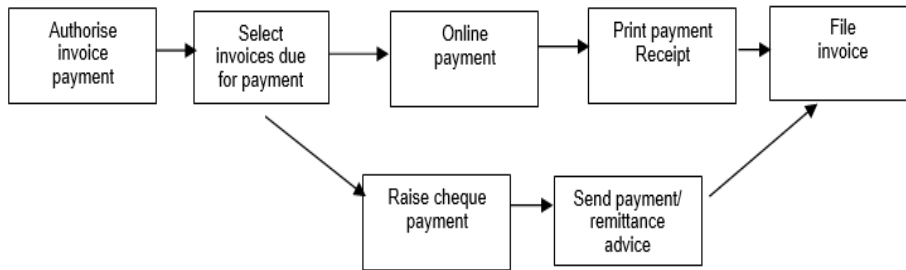 Authorise
invoice
payment
Select
invoices due
for payment
Online
payment
Print payment
Receipt
File
invoice
Raise cheque
payment
Send payment/
remittance
advice